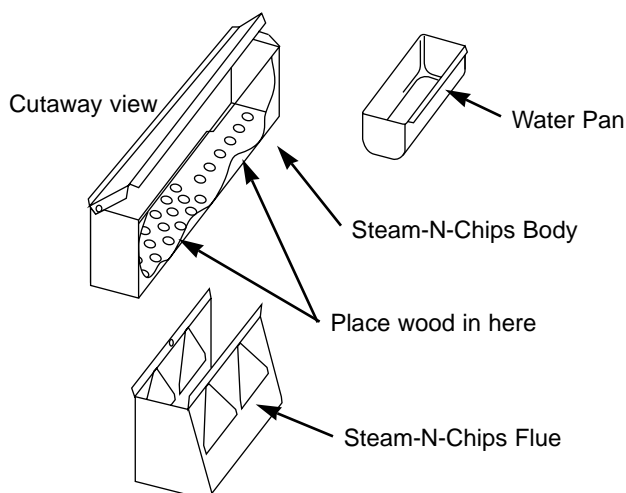 Cutaway view
Water Pan
Steam-N-Chips Body
Place wood in here
Steam-N-Chips Flue